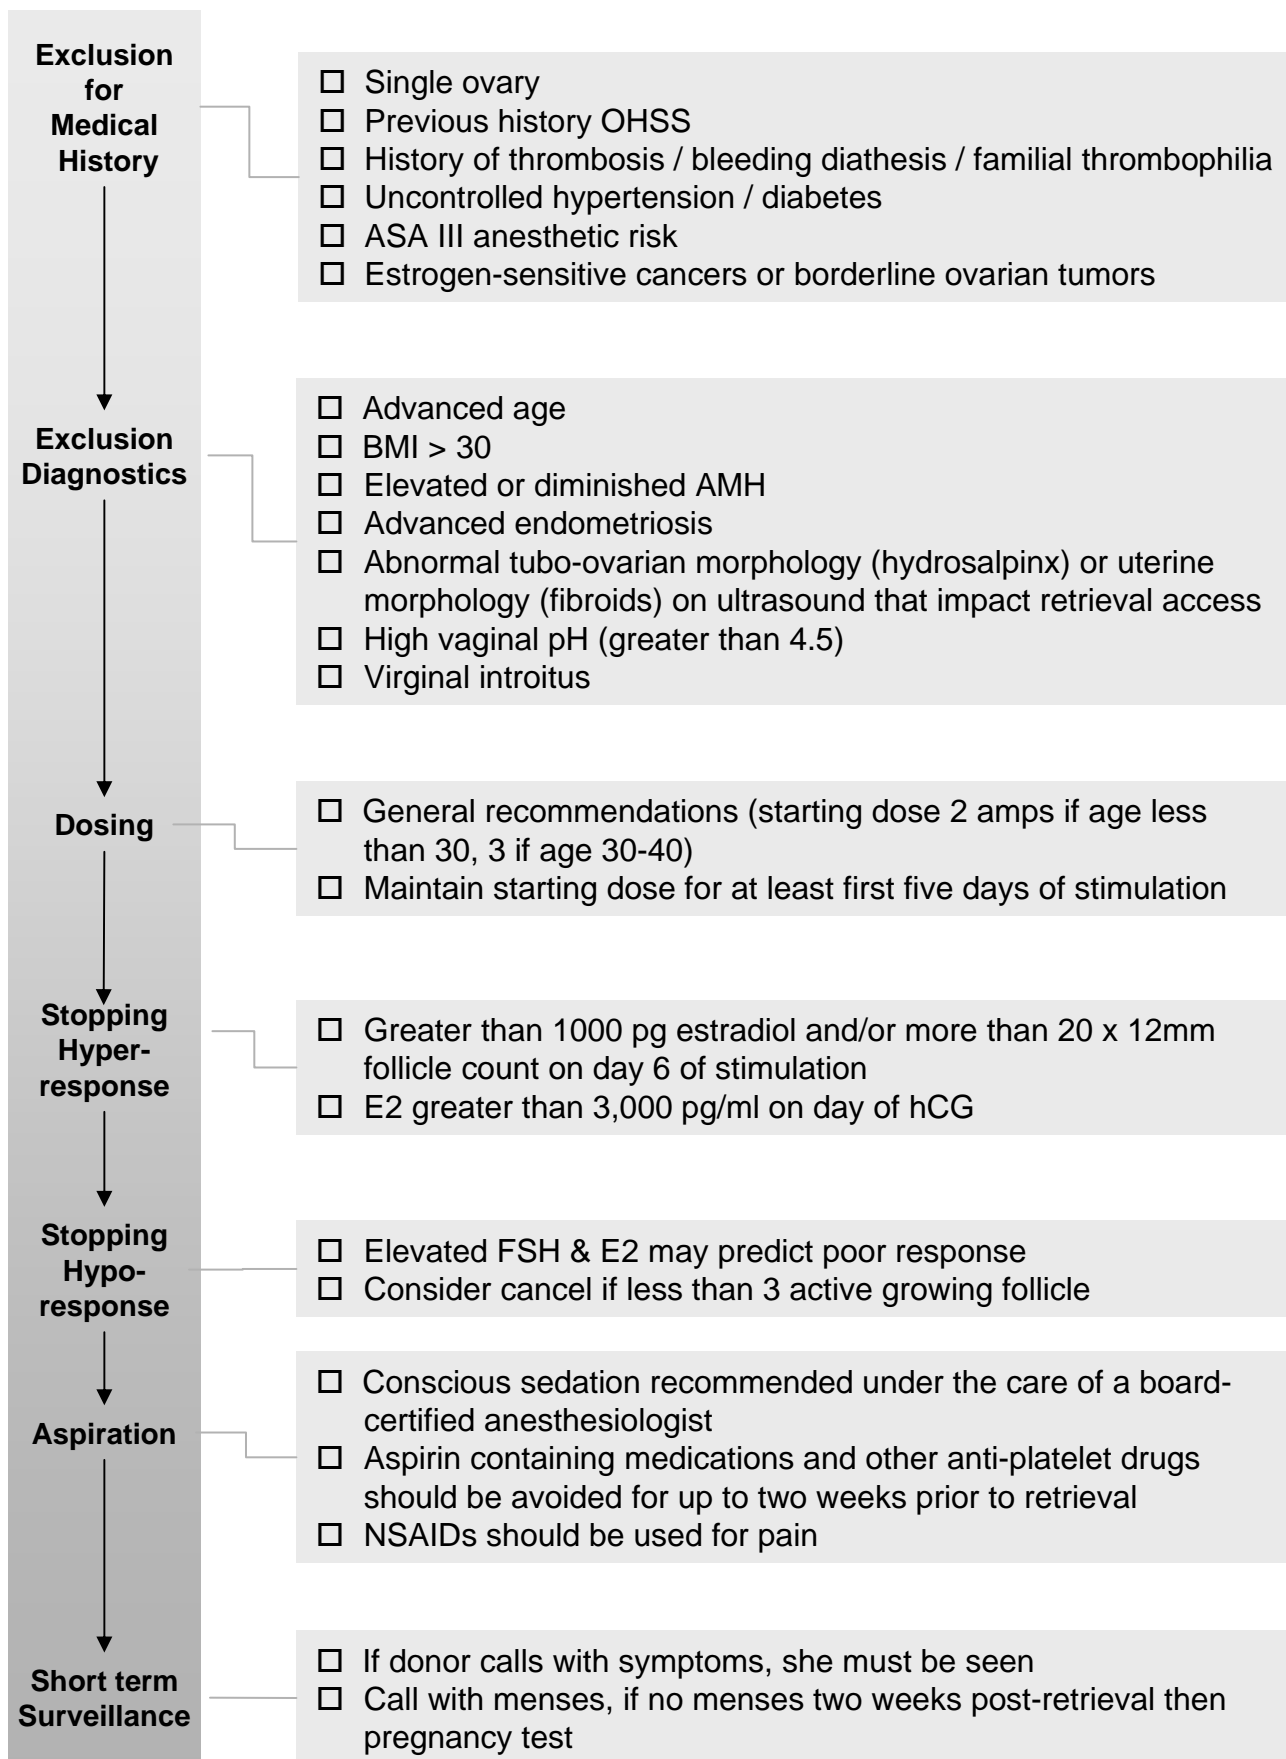 Exclusion
for
Medical
History
☐ Single ovary
☐ Previous history OHSS
☐ History of thrombosis / bleeding diathesis / familial thrombophilia
☐ Uncontrolled hypertension / diabetes
☐ ASA III anesthetic risk
☐ Estrogen-sensitive cancers or borderline ovarian tumors
Exclusion
Diagnostics
☐ Advanced age
☐ BMI > 30
☐ Elevated or diminished AMH
☐ Advanced endometriosis
☐ Abnormal tubo-ovarian morphology (hydrosalpinx) or uterine
morphology (fibroids) on ultrasound that impact retrieval access
☐ High vaginal pH (greater than 4.5)
☐ Virginal introitus
Dosing
☐ General recommendations (starting dose 2 amps if age less
than 30, 3 if age 30-40)
☐ Maintain starting dose for at least first five days of stimulation
Stopping
Hyper-
response
☐ Greater than 1000 pg estradiol and/or more than 20 x 12mm
follicle count on day 6 of stimulation
☐ E2 greater than 3,000 pg/ml on day of hCG
Stopping
Hypo-
response
☐ Elevated FSH & E2 may predict poor response
☐ Consider cancel if less than 3 active growing follicle
Aspiration
☐ Conscious sedation recommended under the care of a board-
certified anesthesiologist
☐ Aspirin containing medications and other anti-platelet drugs
should be avoided for up to two weeks prior to retrieval
☐ NSAIDs should be used for pain
Short term
Surveillance
☐ If donor calls with symptoms, she must be seen
☐ Call with menses, if no menses two weeks post-retrieval then
pregnancy test